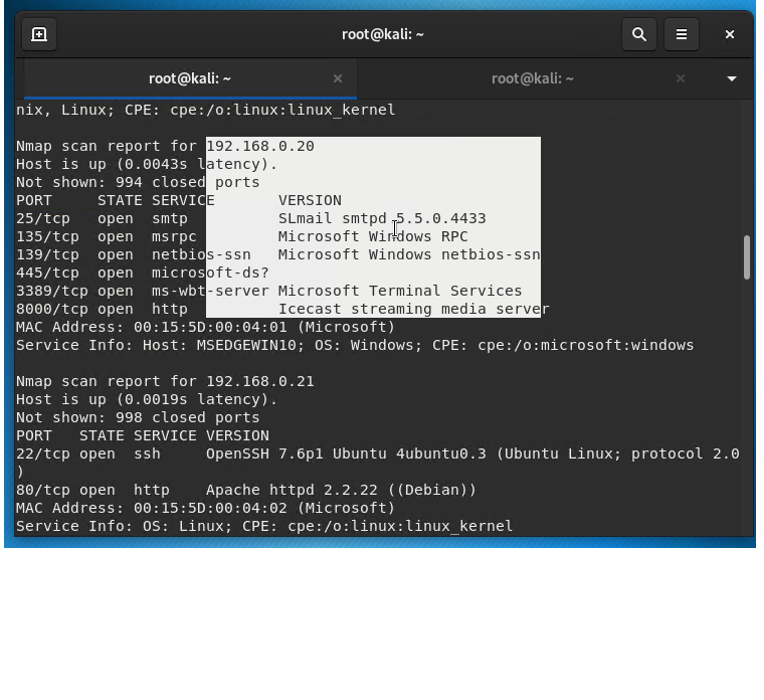 root@kali: ~
root@kali: ~
root@kali: ~
nix, Linux; CPE: cpe:/o:linux:linux_kernel
Nmap scan report for 192.168.0.20
Host is up (0.0043s latency).
Not shown: 994 closed ports
PORT     STATE SERVICE       VERSION
25/tcp   open  smtp          SLmail smtpd 5.5.0.4433
135/tcp  open  msrpc         Microsoft Windows RPC
139/tcp  open  netbios-ssn   Microsoft Windows netbios-ssn
445/tcp  open  microsoft-ds?
3389/tcp open  ms-wbt-server Microsoft Terminal Services
8000/tcp open  http          Icecast streaming media server
MAC Address: 00:15:5D:00:04:01 (Microsoft)
Service Info: Host: MSEDGEWIN10; OS: Windows; CPE: cpe:/o:microsoft:windows
Nmap scan report for 192.168.0.21
Host is up (0.0019s latency).
Not shown: 998 closed ports
PORT   STATE SERVICE VERSION
22/tcp open  ssh     OpenSSH 7.6p1 Ubuntu 4ubuntu0.3 (Ubuntu Linux; protocol 2.0
)
80/tcp open  http    Apache httpd 2.2.22 ((Debian))
MAC Address: 00:15:5D:00:04:02 (Microsoft)
Service Info: OS: Linux; CPE: cpe:/o:linux:linux_kernel